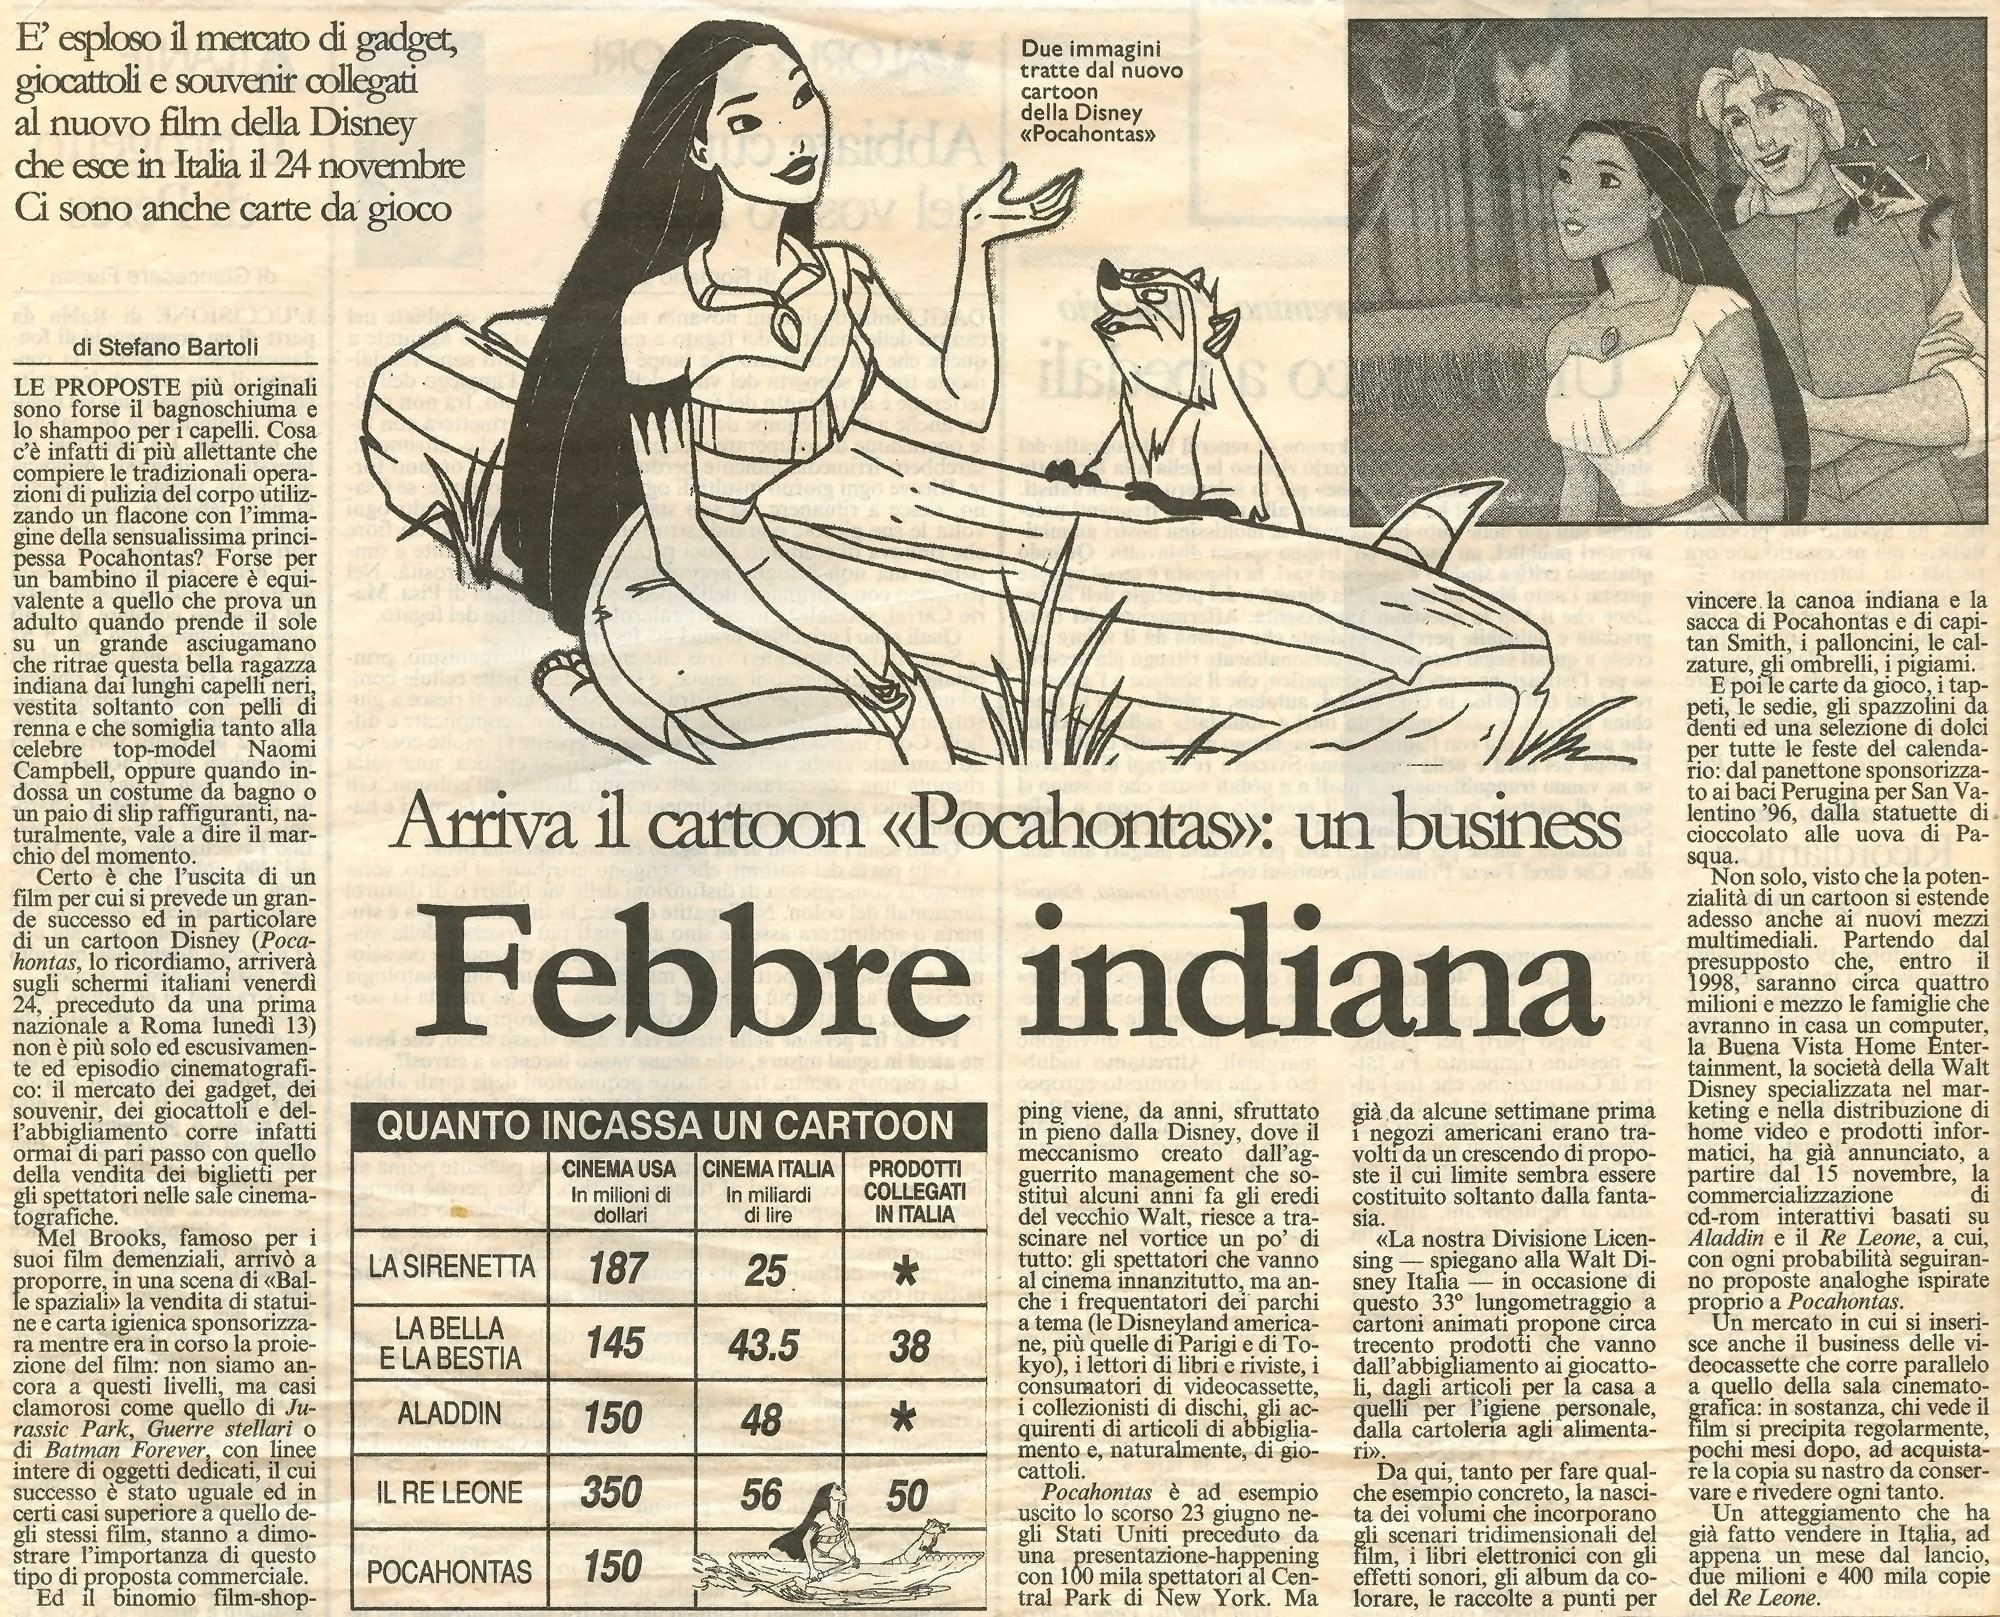 E' esploso il mercato di gadget,
giocattoli e souvenir collegati
al nuovo film della Disney
che esce in Italia il 24 novembre
Ci sono anche carte da gioco
Due immagini
tratte dal nuovo
cartoon
della Disney
«Pocahontas»
Arriva il cartoon «Pocahontas»: un business
Febbre indiana
di Stefano Bartoli
LE PROPOSTE più originali
sono forse il bagnoschiuma e
lo shampoo per i capelli. Cosa
c'è infatti di più allettante che
compiere le tradizionali opera-
zioni di pulizia del corpo utiliz-
zando un flacone con l'imma-
gine della sensualissima princi-
pessa Pocahontas? Forse per
un bambino il piacere è equi-
valente a quello che prova un
adulto quando prende il sole
su un grande asciugamano
che ritrae questa bella ragazza
indiana dai lunghi capelli neri,
vestita soltanto con pelli di
renna e che somiglia tanto alla
celebre top-model Naomi
Campbell, oppure quando in-
dossa un costume da bagno o
un paio di slip raffiguranti, na-
turalmente, vale a dire il mar-
chio del momento.
Certo è che l'uscita di un
film per cui si prevede un gran-
de successo ed in particolare
di un cartoon Disney (Poca-
hontas, lo ricordiamo, arriverà
sugli schermi italiani venerdì
24, preceduto da una prima
nazionale a Roma lunedì 13)
non è più solo ed escusivamen-
te ed episodio cinematografi-
co: il mercato dei gadget, dei
souvenir, dei giocattoli e del-
l'abbigliamento corre infatti
ormai di pari passo con quello
della vendita dei biglietti per
gli spettatori nelle sale cinema-
tografiche.
Mel Brooks, famoso per i
suoi film demenziali, arrivò a
proporre, in una scena di «Bal-
le spaziali» la vendita di statui-
ne e carta igienica sponsorizza-
ra mentre era in corso la proie-
zione del film: non siamo an-
cora a questi livelli, ma casi
clamorosi come quello di Ju-
rassic Park, Guerre stellari o
di Batman Forever, con linee
intere di oggetti dedicati, il cui
successo è stato uguale ed in
certi casi superiore a quello de-
gli stessi film, stanno a dimo-
strare l'importanza di questo
tipo di proposta commerciale.
Ed il binomio film-shop-
QUANTO INCASSA UN CARTOON
CINEMA USA CINEMA ITALIA PRODOTTI
In milioni di In miliardi COLLEGATI
dollari di lire IN ITALIA
LA SIRENETTA 187 25 *
LA BELLA
E LA BESTIA 145 43.5 38
ALADDIN 150 48 *
IL RE LEONE 350 56 50
POCAHONTAS 150
ping viene, da anni, sfruttato
in pieno dalla Disney, dove il
meccanismo creato dall'ag-
guerrito management che so-
stituì alcuni anni fa gli eredi
del vecchio Walt, riesce a tra-
scinare nel vortice un po' di
tutto: gli spettatori che vanno
al cinema innanzitutto, ma an-
che i frequentatori dei parchi
a tema (le Disneyland america-
ne, più quelle di Parigi e di To-
kyo), i lettori di libri e riviste, i
consumatori di videocassette,
i collezionisti di dischi, gli ac-
quirenti di articoli di abbiglia-
mento e, naturalmente, di gio-
cattoli.
Pocahontas è ad esempio
uscito lo scorso 23 giugno ne-
gli Stati Uniti preceduto da
una presentazione-happening
con 100 mila spettatori al Cen-
tral Park di New York. Ma
già da alcune settimane prima
i negozi americani erano tra-
volti da un crescendo di propo-
ste il cui limite sembra essere
costituito soltanto dalla fanta-
sia.
«La nostra Divisione Licen-
sing — spiegano alla Walt Di-
sney Italia — in occasione di
questo 33º lungometraggio a
cartoni animati propone circa
trecento prodotti che vanno
dall'abbigliamento ai giocatto-
li, dagli articoli per la casa a
quelli per l'igiene personale,
dalla cartoleria agli alimenta-
ri».
Da qui, tanto per fare qual-
che esempio concreto, la nasci-
ta dei volumi che incorporano
gli scenari tridimensionali del
film, i libri elettronici con gli
effetti sonori, gli album da co-
lorare, le raccolte a punti per
vincere la canoa indiana e la
sacca di Pocahontas e di capi-
tan Smith, i palloncini, le cal-
zature, gli ombrelli, i pigiami.
E poi le carte da gioco, i tap-
peti, le sedie, gli spazzolini da
denti ed una selezione di dolci
per tutte le feste del calenda-
rio: dal panettone sponsorizza-
to ai baci Perugina per San Va-
lentino '96, dalla statuette di
cioccolato alle uova di Pa-
squa.
Non solo, visto che la poten-
zialità di un cartoon si estende
adesso anche ai nuovi mezzi
multimediali. Partendo dal
presupposto che, entro il
1998, saranno circa quattro
milioni e mezzo le famiglie che
avranno in casa un computer,
la Buena Vista Home Enter-
tainment, la società della Walt
Disney specializzata nel mar-
keting e nella distribuzione di
home video e prodotti infor-
matici, ha già annunciato, a
partire dal 15 novembre, la
commercializzazione di
cd-rom interattivi basati su
Aladdin e il Re Leone, a cui,
con ogni probabilità seguiran-
no proposte analoghe ispirate
proprio a Pocahontas.
Un mercato in cui si inseri-
sce anche il business delle vi-
deocassette che corre parallelo
a quello della sala cinemato-
grafica: in sostanza, chi vede il
film si precipita regolarmente,
pochi mesi dopo, ad acquista-
re la copia su nastro da conser-
vare e rivedere ogni tanto.
Un atteggiamento che ha
già fatto vendere in Italia, ad
appena un mese dal lancio,
due milioni e 400 mila copie
del Re Leone.